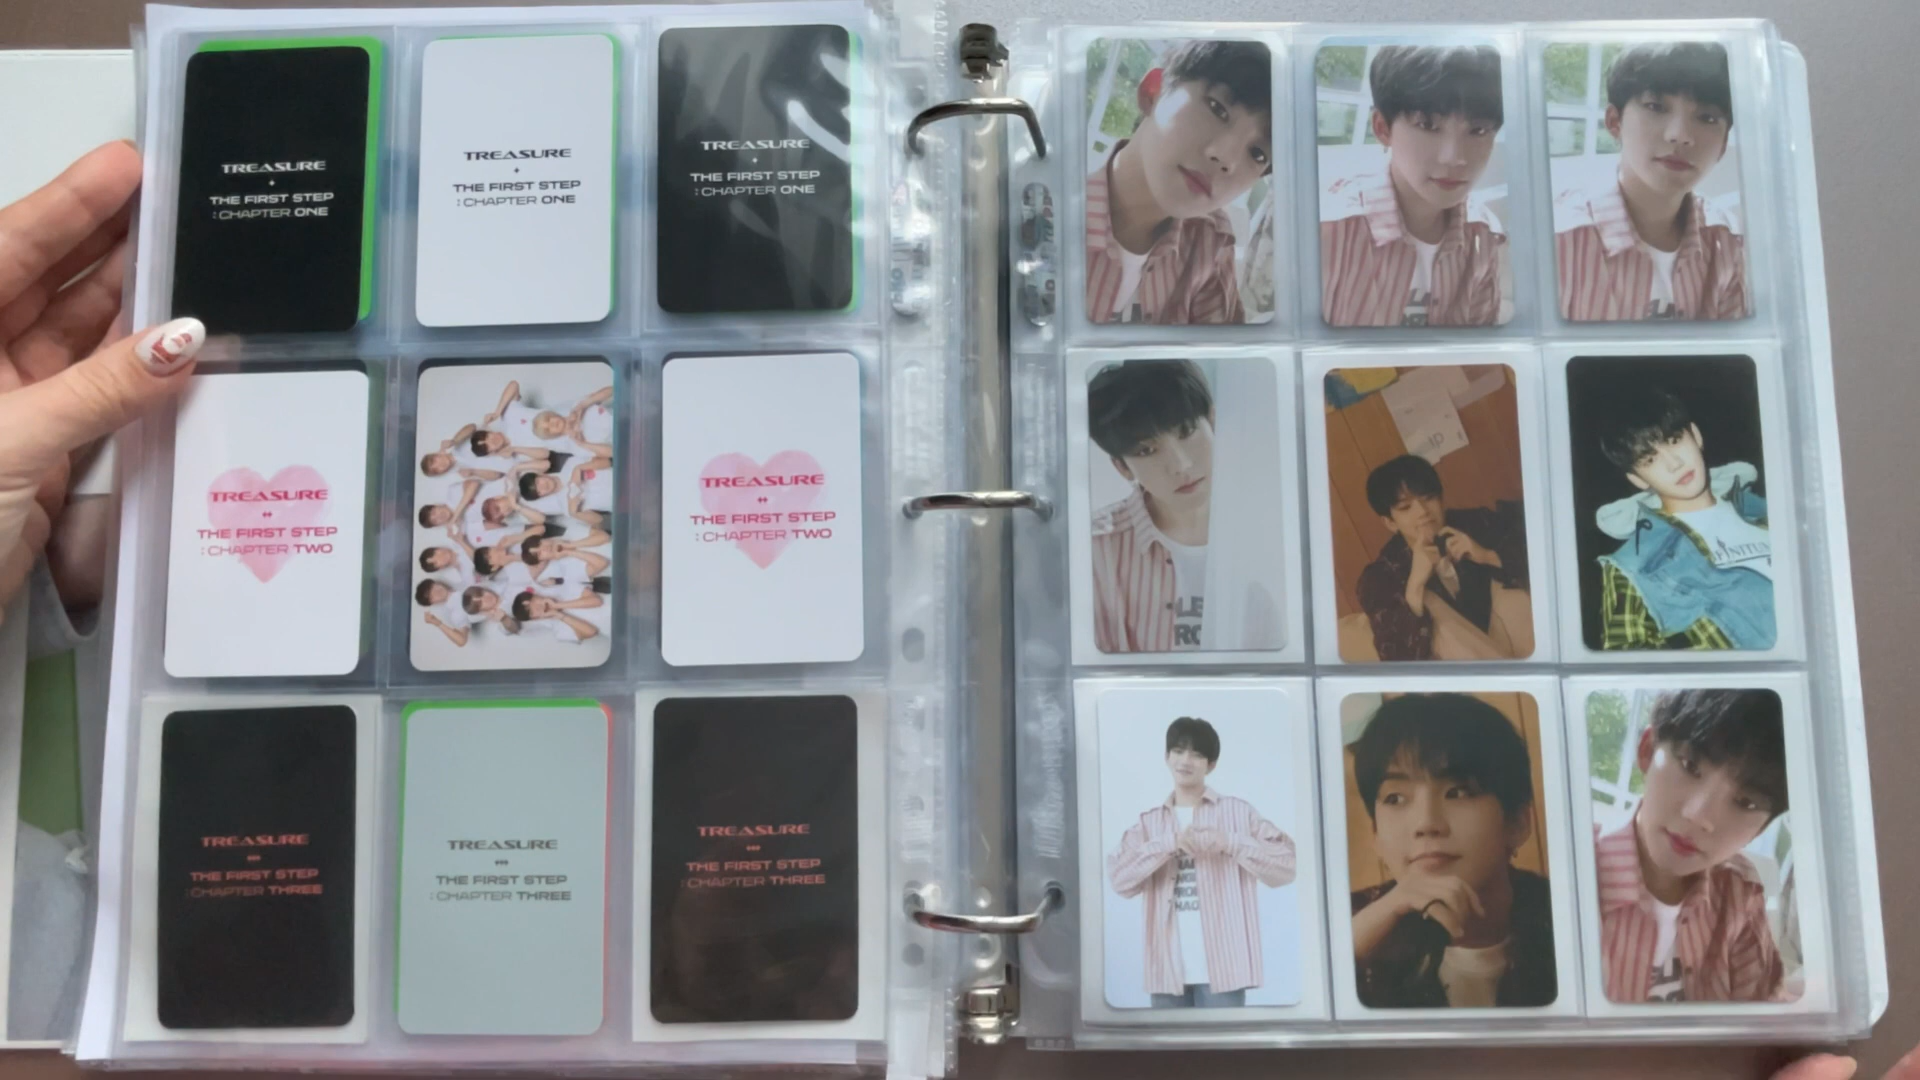 TREASURE
THE FIRST STEP
: CHAPTER ONE
TREASURE
THE FIRST STEP
: CHAPTER ONE
TREASURE
THE FIRST STEP
: CHAPTER ONE
TREASURE
THE FIRST STEP
: CHAPTER TWO
TREASURE
THE FIRST STEP
: CHAPTER TWO
TREASURE
THE FIRST STEP
: CHAPTER THREE
TREASURE
THE FIRST STEP
: CHAPTER THREE
TREASURE
THE FIRST STEP
: CHAPTER THREE